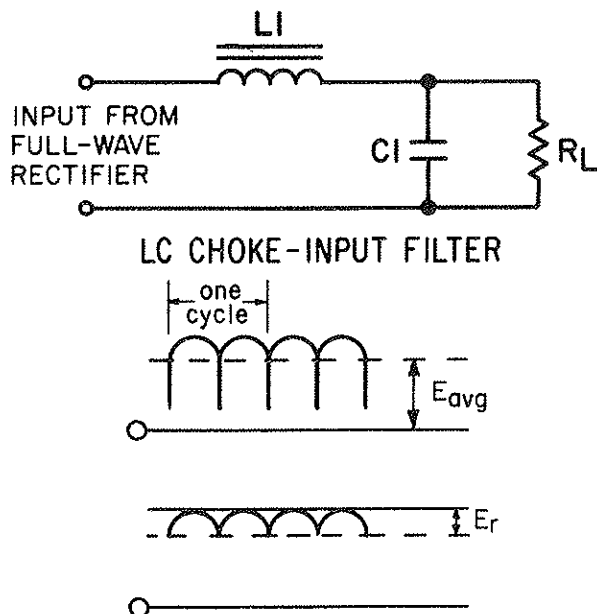 L1
INPUT FROM
FULL-WAVE
RECTIFIER
C1
RL
LC CHOKE-INPUT FILTER
one
cycle
Eavg
Er